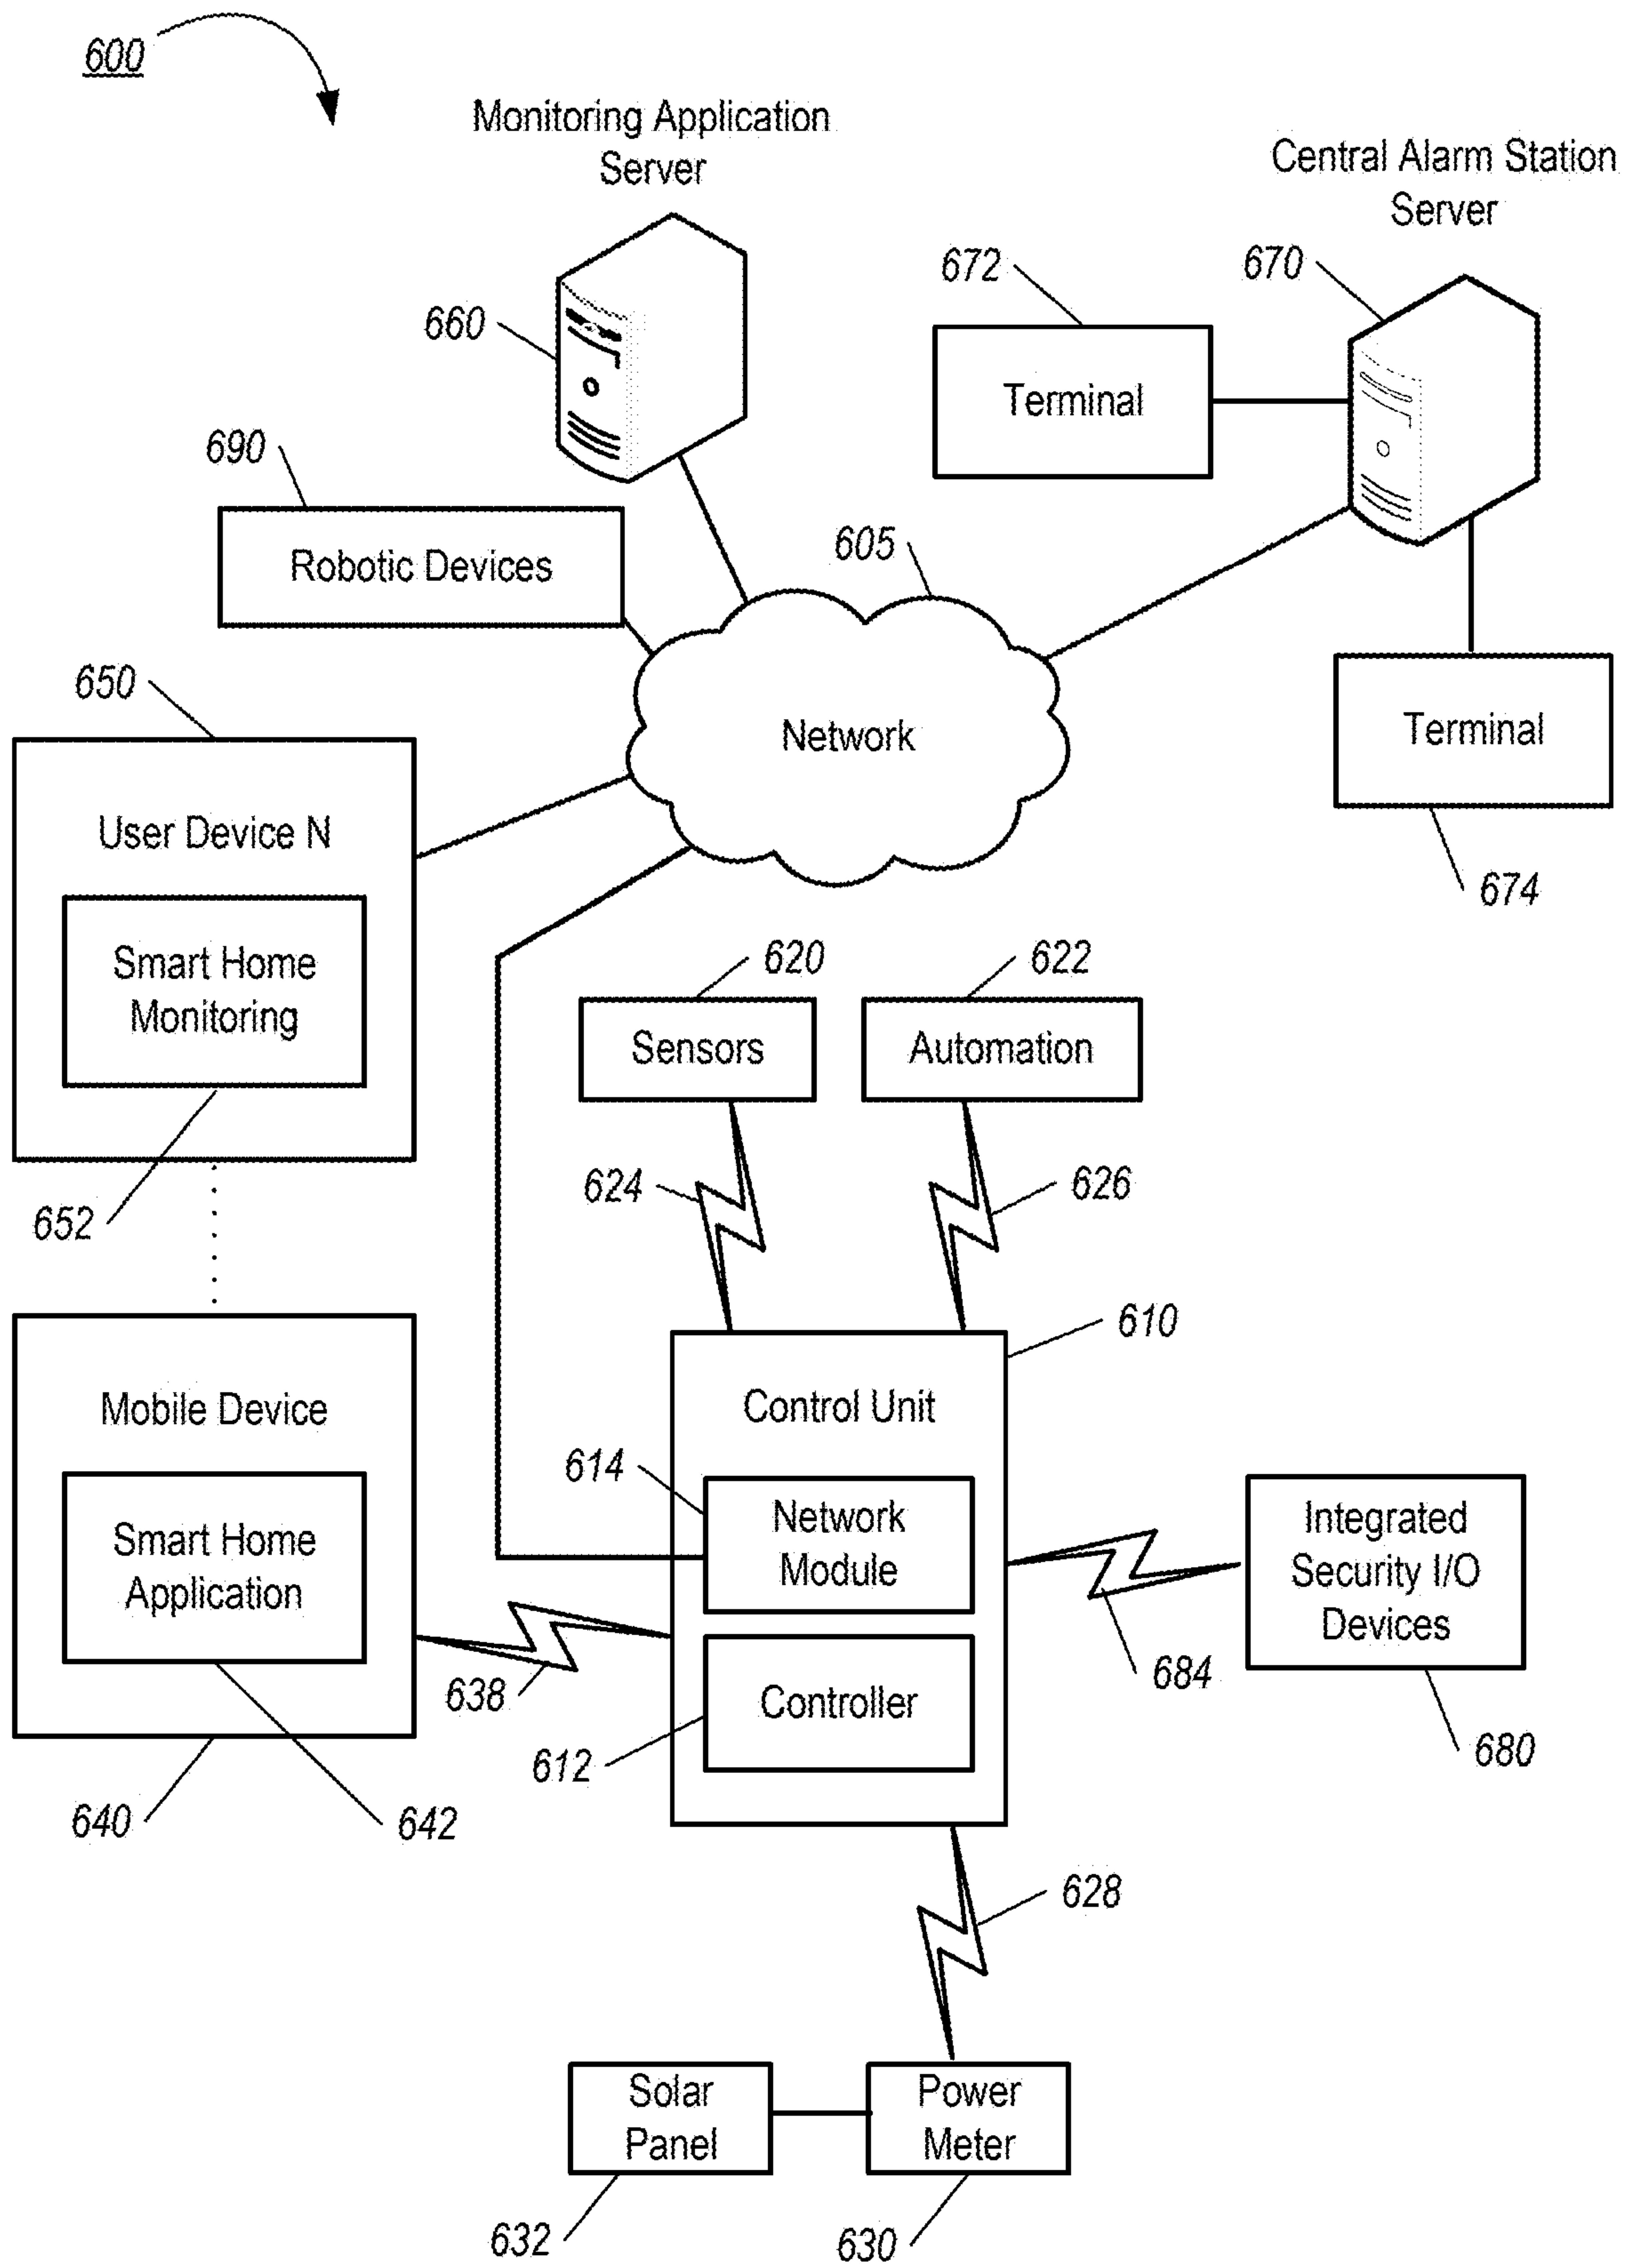 600
Monitoring Application
Server
Central Alarm Station
Server
672
670
660
Terminal
690
Robotic Devices
605
650
Network
Terminal
User Device N
674
Smart Home
Monitoring
620
622
Sensors
Automation
624
626
652
610
Mobile Device
Control Unit
614
Network
Module
Integrated
Security I/O
Devices
Smart Home
Application
638
684
Controller
612
680
640
642
628
Solar
Panel
Power
Meter
632
630